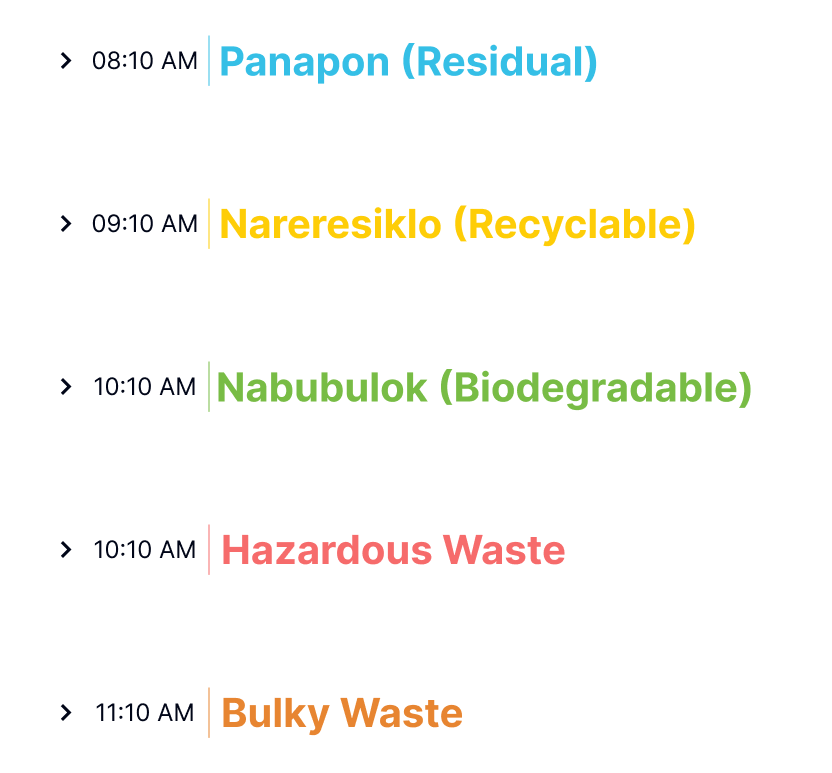 08:10 AM Panapon (Residual)
09:10 AM Nareresiklo (Recyclable)
10:10 AM Nabubulok (Biodegradable)
10:10 AM Hazardous Waste
11:10 AM Bulky Waste